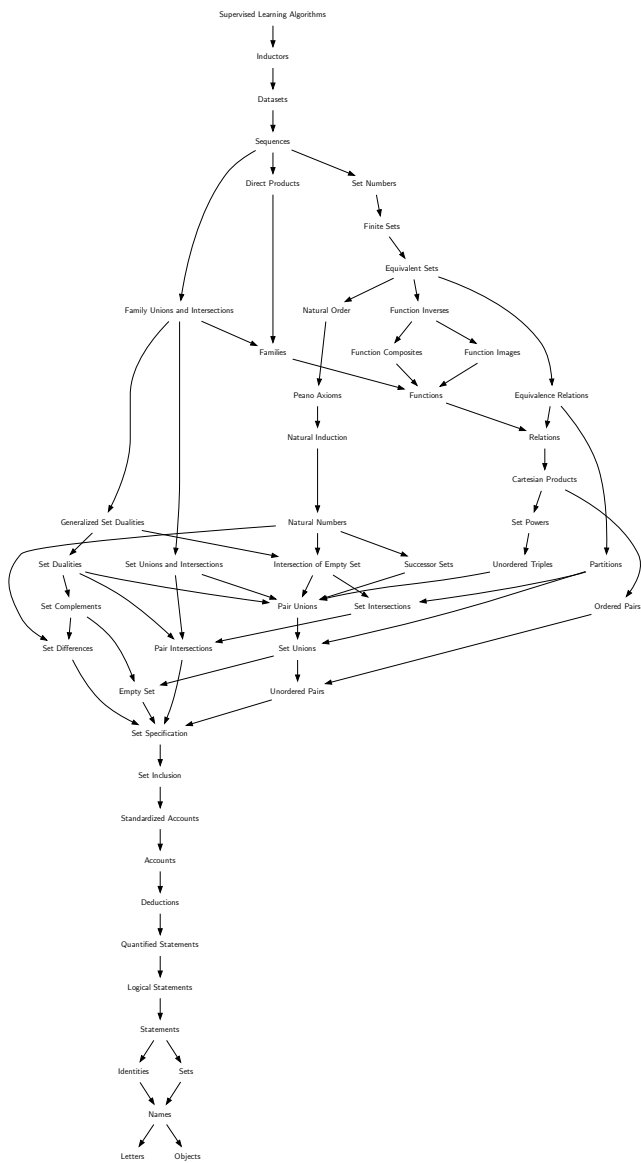 Supervised Learning Algorithms
Inductors
Datasets
Sequences
Direct Products
Set Numbers
Finite Sets
Equivalent Sets
Family Unions and Intersections
Natural Order
Function Inverses
Families
Function Composites
Function Images
Peano Axioms
Functions
Equivalence Relations
Natural Induction
Relations
Cartesian Products
Generalized Set Dualities
Natural Numbers
Set Powers
Set Dualities
Set Unions and Intersections
Intersection of Empty Set
Successor Sets
Unordered Triples
Partitions
Set Complements
Pair Unions
Set Intersections
Ordered Pairs
Set Differences
Pair Intersections
Set Unions
Empty Set
Unordered Pairs
Set Specification
Set Inclusion
Standardized Accounts
Accounts
Deductions
Quantified Statements
Logical Statements
Statements
Identities
Sets
Names
Letters
Objects